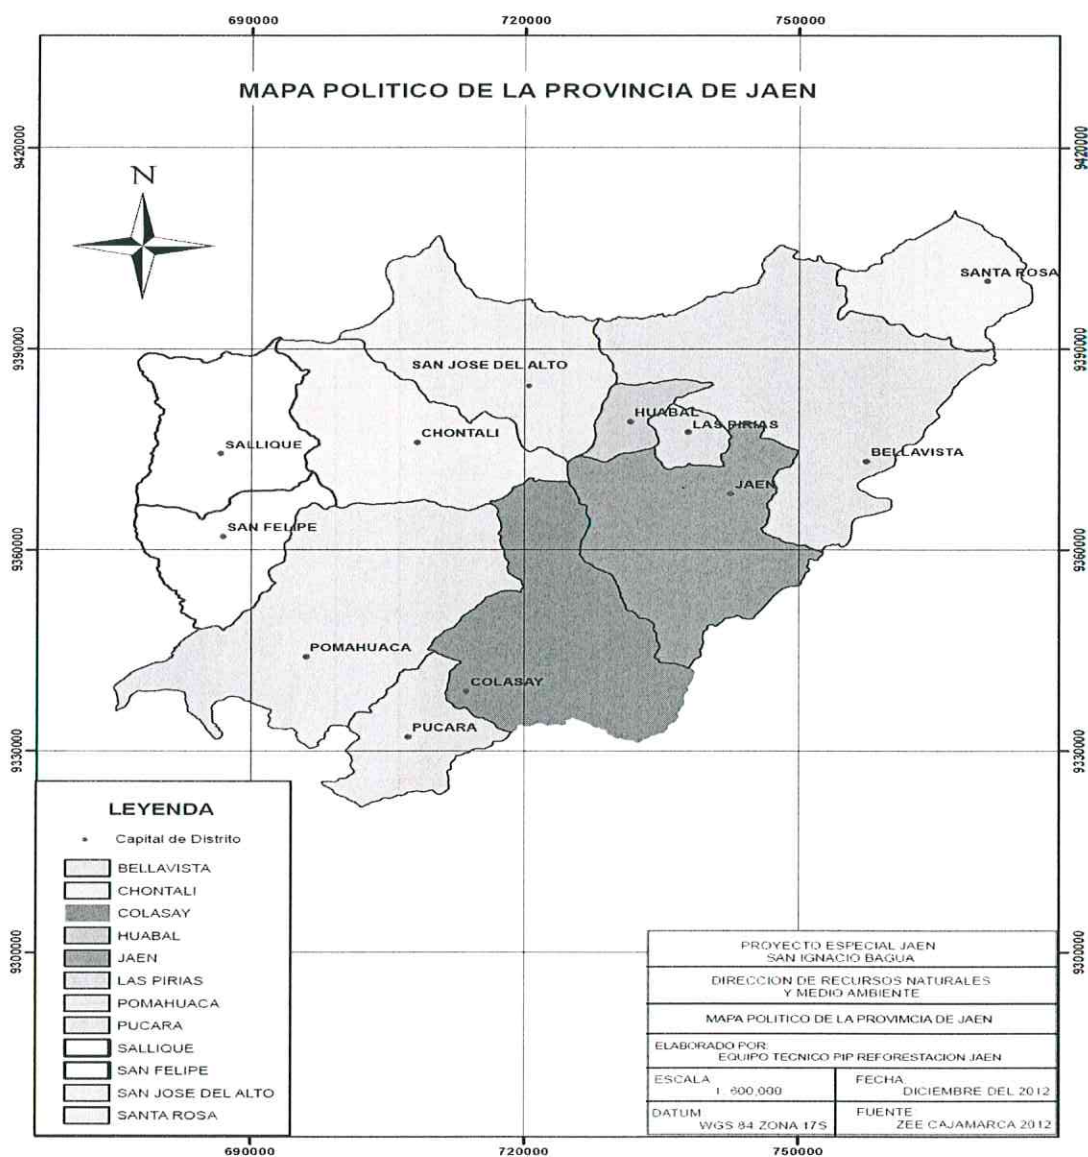 690000
720000
750000
MAPA POLITICO DE LA PROVINCIA DE JAEN
9420000
9420000
N
SANTA ROSA
9390000
9390000
SAN JOSE DEL ALTO
HUABAL
LAS PIRIAS
CHONTALI
SALLIQUE
BELLAVISTA
JAEN
SAN FELIPE
9360000
9360000
POMAHUACA
COLASAY
PUCARA
9330000
9330000
LEYENDA
Capital de Distrito
BELLAVISTA
CHONTALI
COLASAY
HUABAL
JAEN
LAS PIRIAS
POMAHUACA
PUCARA
SALLIQUE
SAN FELIPE
SAN JOSE DEL ALTO
SANTA ROSA
9300000
9300000
PROYECTO ESPECIAL JAEN
SAN IGNACIO BAGUA
DIRECCION DE RECURSOS NATURALES
Y MEDIO AMBIENTE
MAPA POLITICO DE LA PROVIMCIA DE JAEN
ELABORADO POR:
EQUIPO TECNICO PIP REFORESTACION JAEN
ESCALA
1: 600,000
FECHA:
DICIEMBRE DEL 2012
DATUM
WGS 84 ZONA 17S
FUENTE
ZEE CAJAMARCA 2012
690000
720000
750000